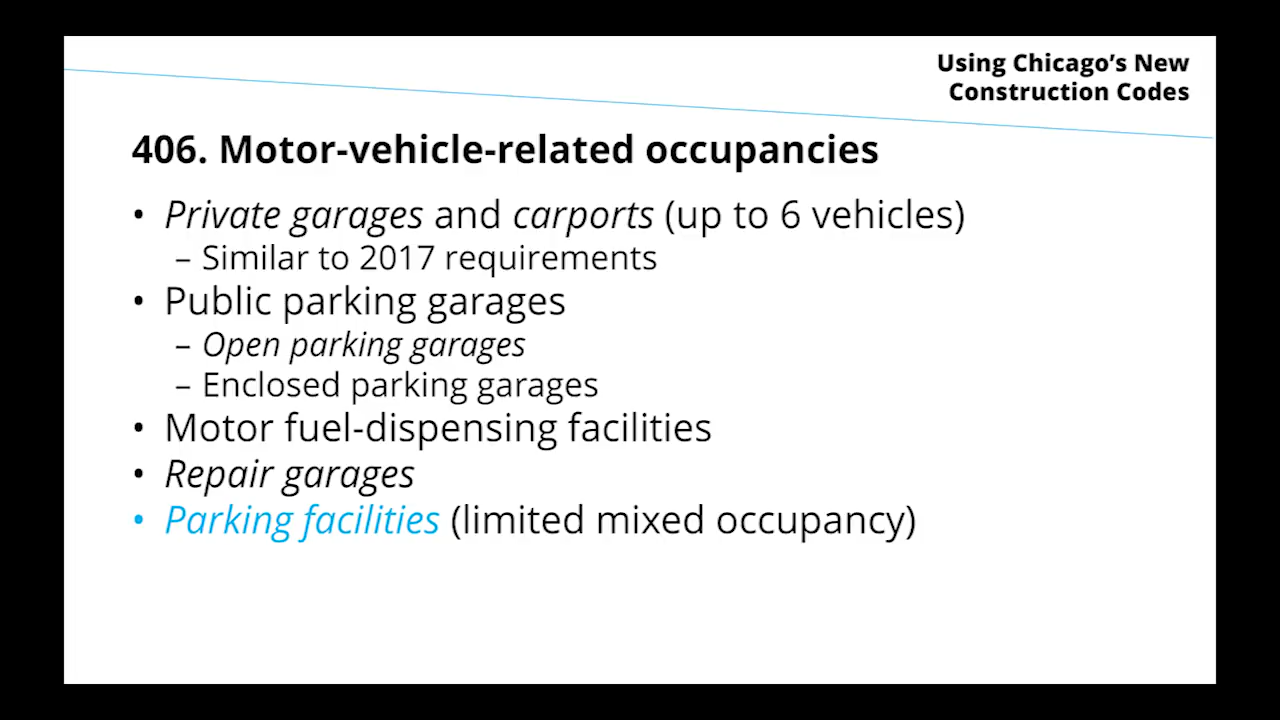 Using Chicago's New
Construction Codes
406. Motor-vehicle-related occupancies
• Private garages and carports (up to 6 vehicles)
– Similar to 2017 requirements
• Public parking garages
– Open parking garages
– Enclosed parking garages
• Motor fuel-dispensing facilities
• Repair garages
• Parking facilities (limited mixed occupancy)